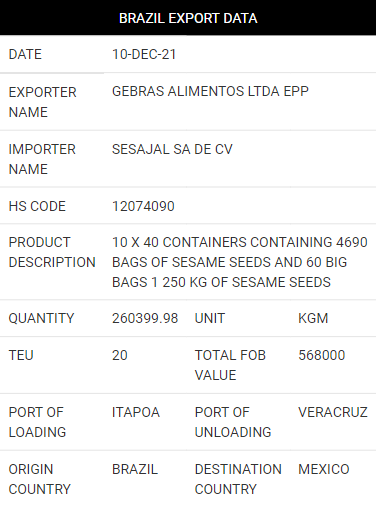 BRAZIL EXPORT DATA
DATE 10-DEC-21
EXPORTER NAME GEBRAS ALIMENTOS LTDA EPP
IMPORTER NAME SESAJAL SA DE CV
HS CODE 12074090
PRODUCT DESCRIPTION 10 X 40 CONTAINERS CONTAINING 4690
BAGS OF SESAME SEEDS AND 60 BIG
BAGS 1 250 KG OF SESAME SEEDS
QUANTITY 260399.98 UNIT KGM
TEU 20 TOTAL FOB VALUE 568000
PORT OF LOADING ITAPOA PORT OF UNLOADING VERACRUZ
ORIGIN COUNTRY BRAZIL DESTINATION COUNTRY MEXICO